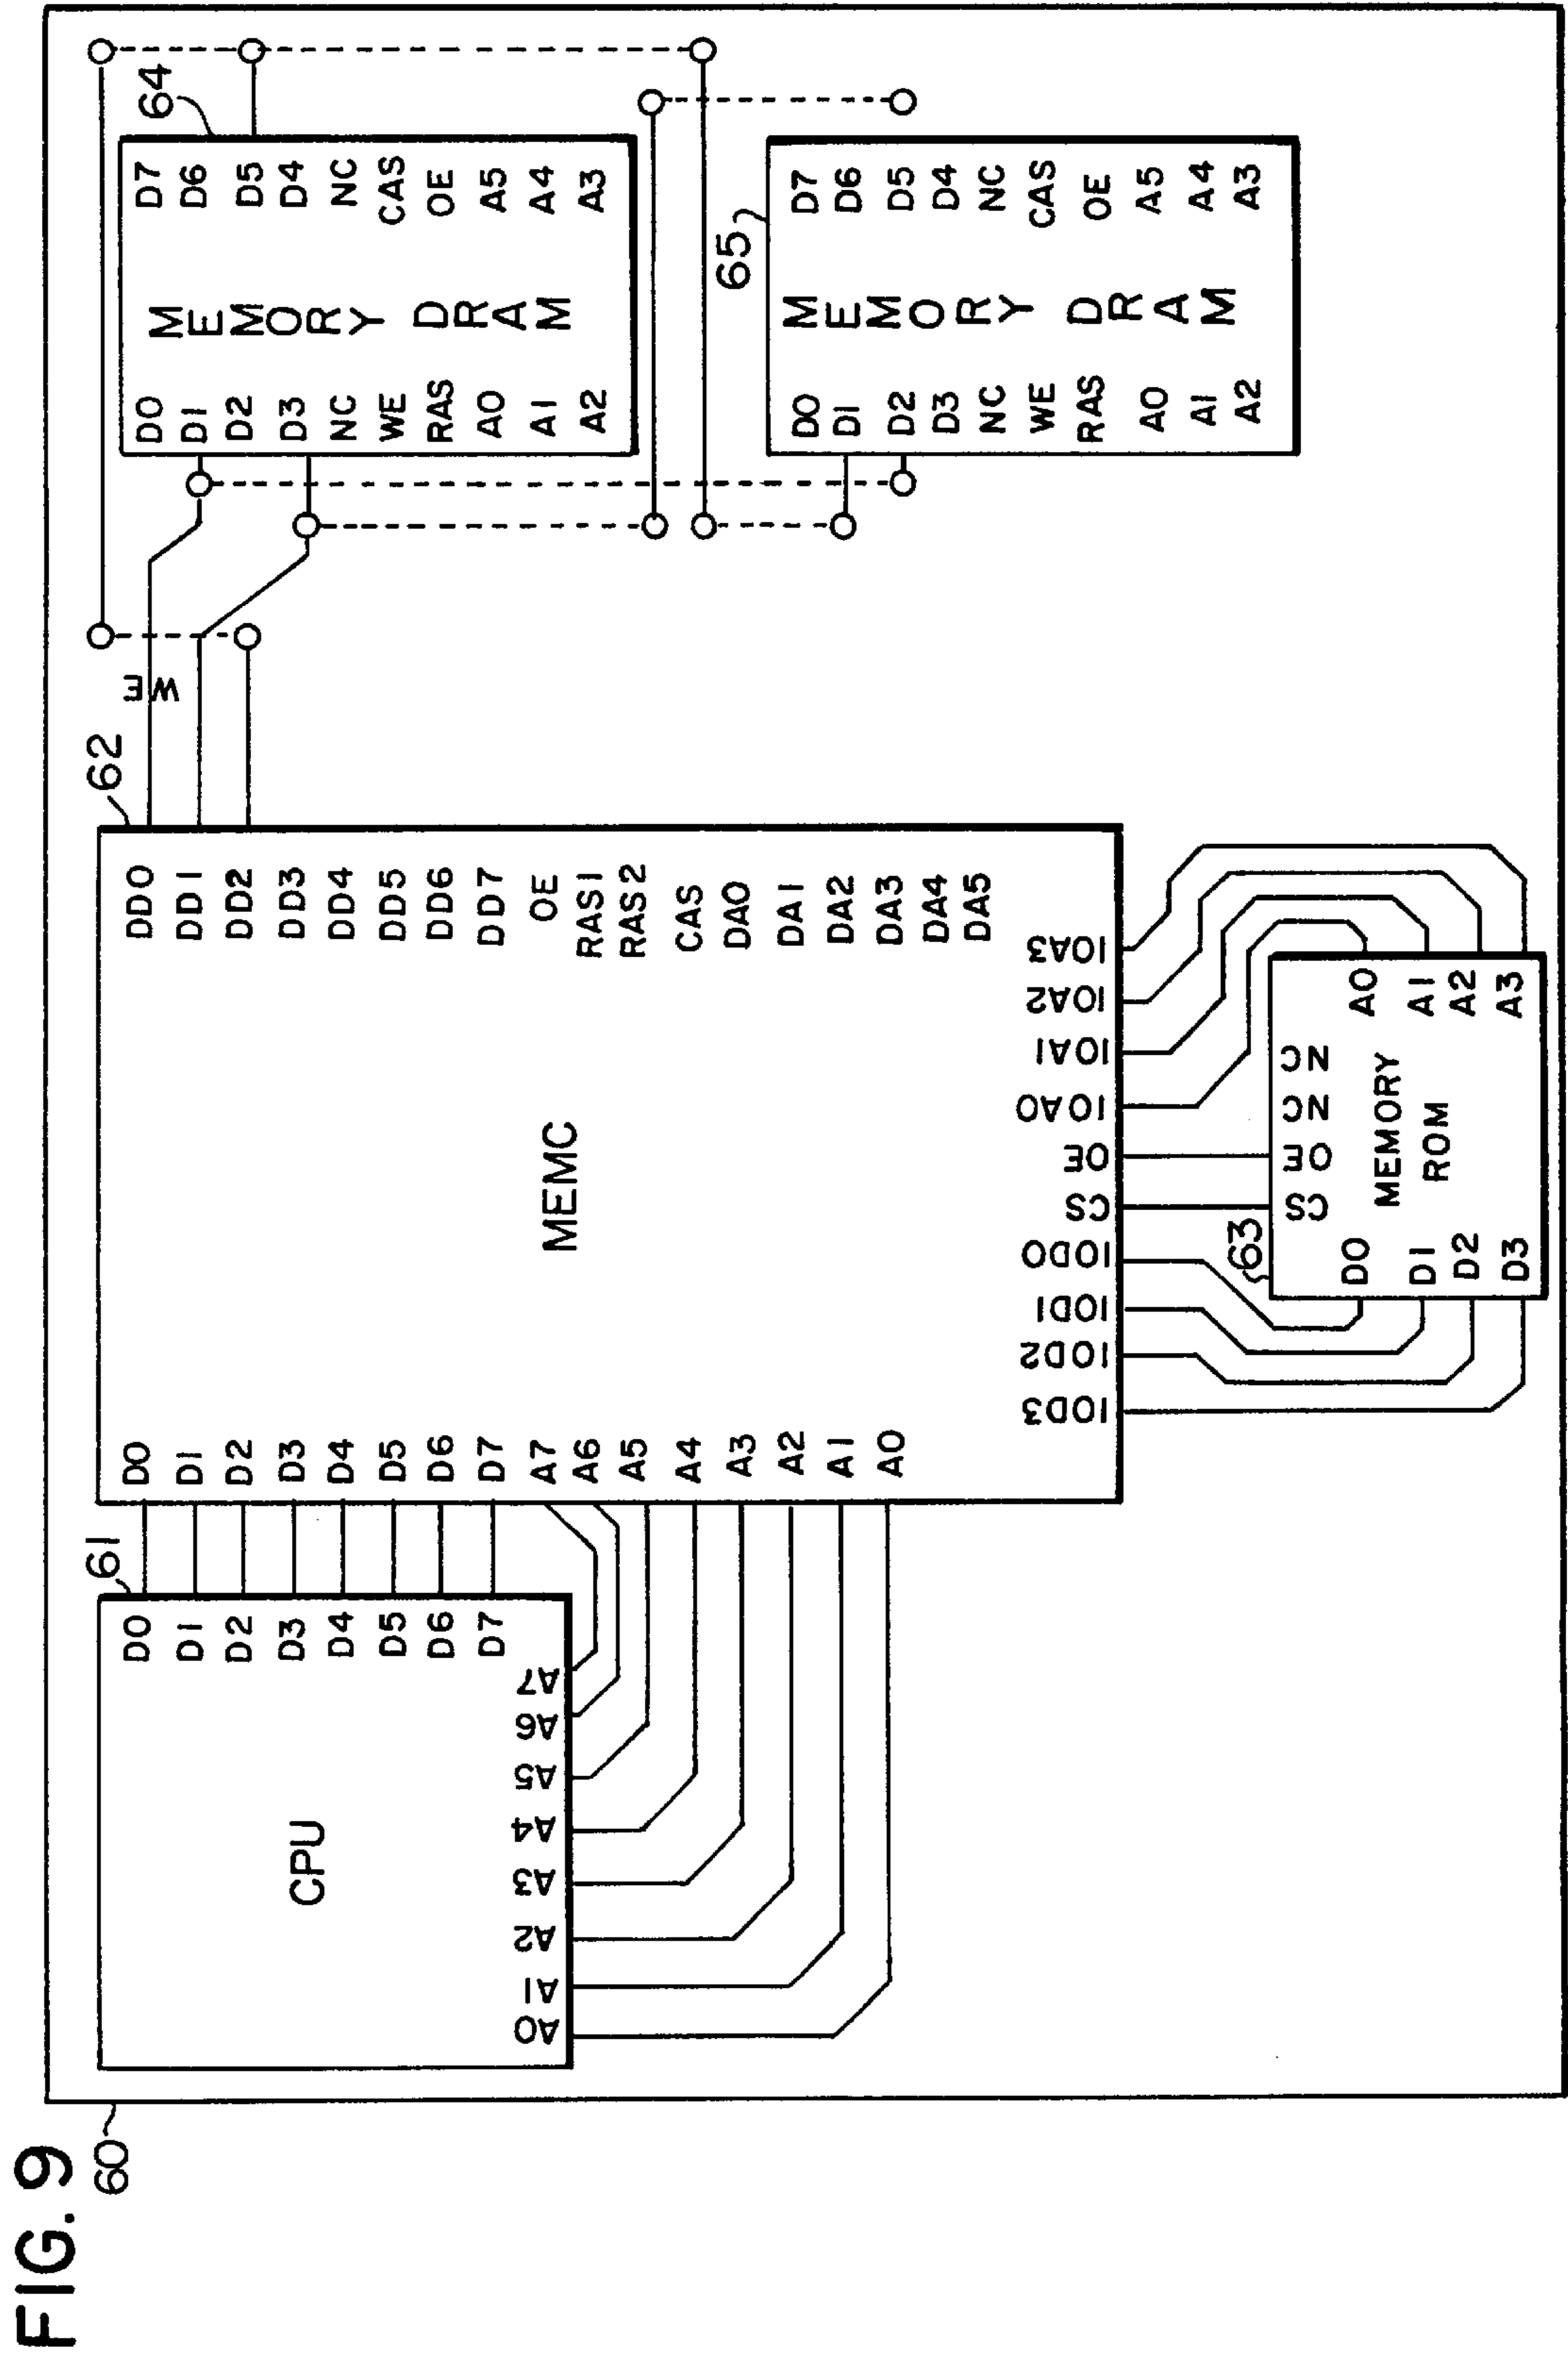 FIG. 9
60
61
CPU
D0
D1
D2
D3
D4
D5
D6
D7
A0
A1
A2
A3
A4
A5
A6
A7
62
MEMC
D0
D1
D2
D3
D4
D5
D6
D7
A7
A6
A5
A4
A3
A2
A1
A0
DD0
DD1
DD2
DD3
DD4
DD5
DD6
DD7
OE
RAS1
RAS2
CAS
DA0
DA1
DA2
DA3
DA4
DA5
IOD3
IOD2
IOD1
IOD0
CS
OE
IOA0
IOA1
IOA2
IOA3
WE
63
CS
OE
NC
NC
MEMORY
ROM
D0
D1
D2
D3
A0
A1
A2
A3
64
MEMORY DRAM
D0
D1
D2
D3
NC
WE
RAS
A0
A1
A2
D7
D6
D5
D4
NC
CAS
OE
A5
A4
A3
65
MEMORY DRAM
D0
D1
D2
D3
NC
WE
RAS
A0
A1
A2
D7
D6
D5
D4
NC
CAS
OE
A5
A4
A3